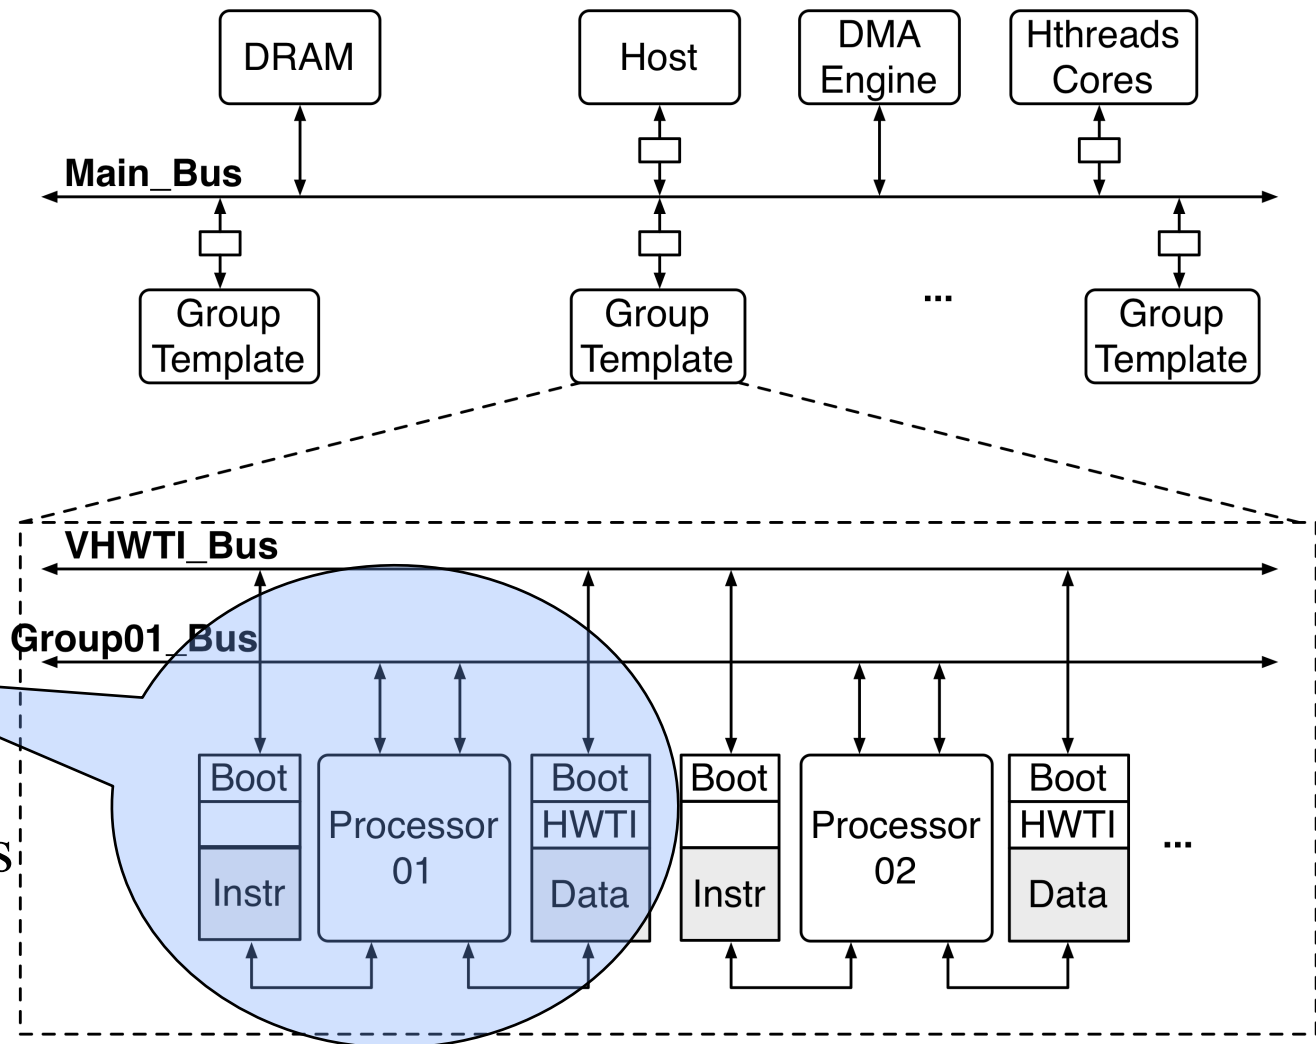 DRAM
Host
DMA
Engine
Hthreads
Cores
Main_Bus
Group
Template
Group
Template
...
Group
Template
VHWTI_Bus
Group01_Bus
Boot
Instr
Processor
01
Boot
HWTI
Data
Boot
Instr
Processor
02
Boot
HWTI
Data
...
s